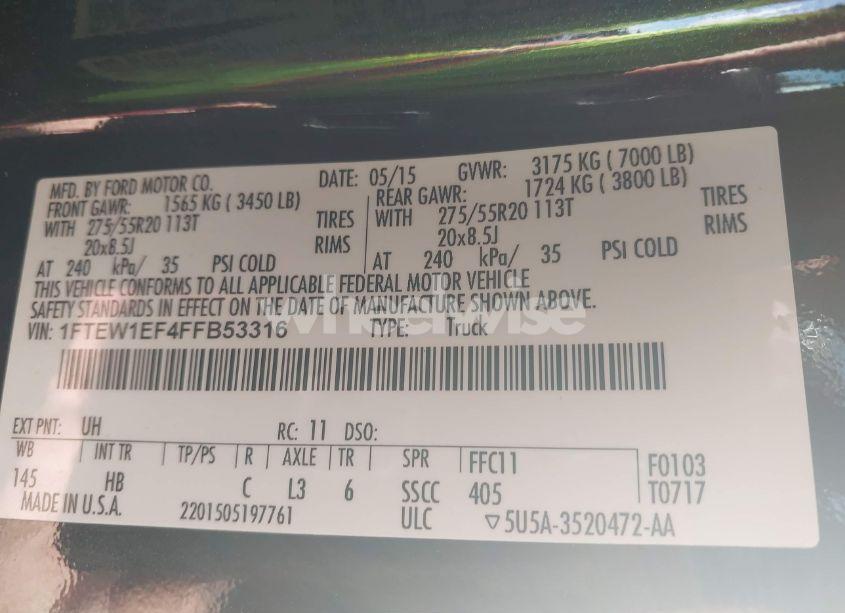 MFD. BY FORD MOTOR CO. DATE: 05/15 GVWR: 3175 KG ( 7000 LB)
FRONT GAWR: 1565 KG ( 3450 LB) REAR GAWR: 1724 KG ( 3800 LB)
WITH 275/55R20 113T TIRES WITH 275/55R20 113T TIRES
20x8.5J RIMS 20x8.5J RIMS
AT 240 kPa/ 35 PSI COLD AT 240 kPa/ 35 PSI COLD
THIS VEHICLE CONFORMS TO ALL APPLICABLE FEDERAL MOTOR VEHICLE
SAFETY STANDARDS IN EFFECT ON THE DATE OF MANUFACTURE SHOWN ABOVE.
VIN: 1FTEW1EF4FFB53316 TYPE: Truck
EXT PNT: UH RC: 11 DSO:
WB INT TR TP/PS R AXLE TR SPR FFC11 F0103
145 HB C L3 6 SSCC 405 T0717
MADE IN U.S.A. 2201505197761 ULC ▽5U5A-3520472-AA